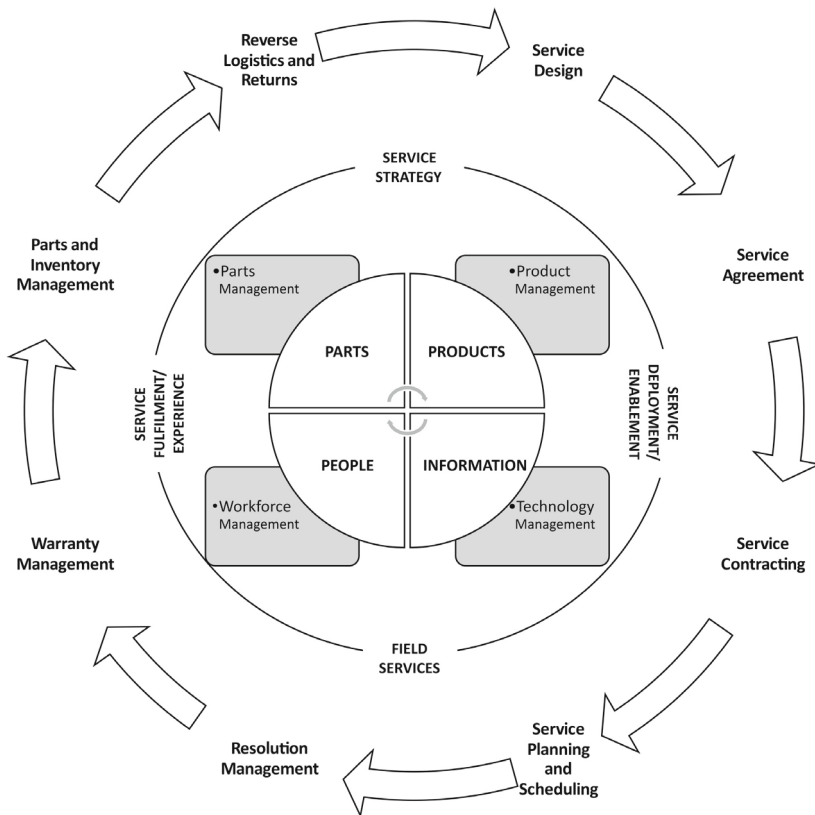 Reverse
Logistics and
Returns
Service
Design
SERVICE
STRATEGY
Parts and
Inventory
Management
Service
Agreement
•Parts
Management
•Product
Management
PARTS
PRODUCTS
SERVICE
FULFILMENT/
EXPERIENCE
SERVICE
DEPLOYMENT/
ENABLEMENT
PEOPLE
INFORMATION
•Workforce
Management
•Technology
Management
Warranty
Management
Service
Contracting
FIELD
SERVICES
Resolution
Management
Service
Planning
and
Scheduling